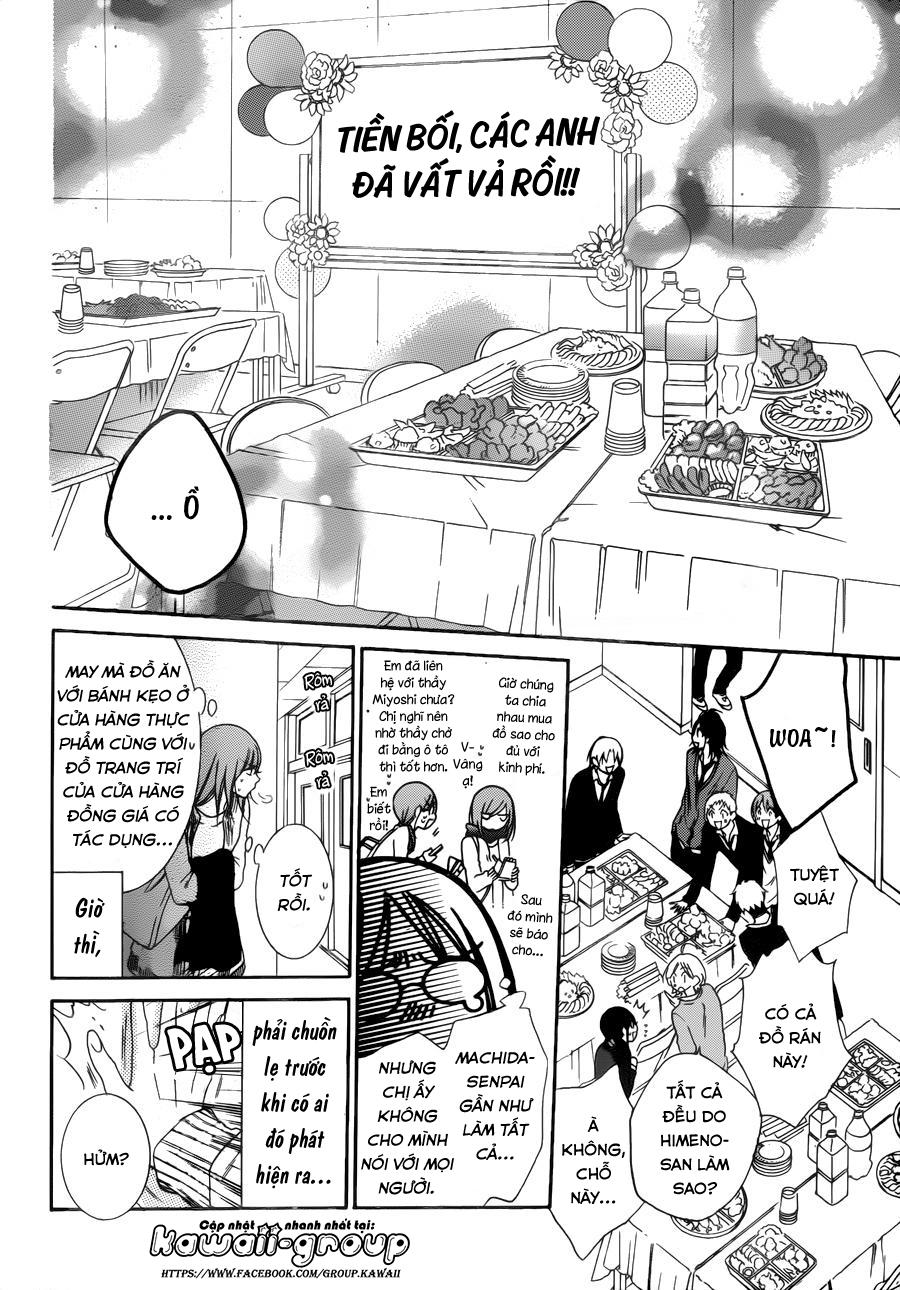 TIỀN BỐI, CÁC ANH
ĐÃ VẤT VẢ RỒI!!!
... Ồ
WOA~!
TUYỆT
QUÁ!
CÓ CẢ
ĐỒ RÁN
NÀY!
TẤT CẢ
ĐỀU DO
HIMENO-
SAN LÀM
SAO?
À
KHÔNG,
CHỖ
NÀY...
Giờ chúng
ta chia
nhau mua
đồ sao cho
đủ với
kinh phí.
Em đã liên
hệ với thầy
Miyoshi chưa?
Chị nghĩ nên
nhờ thầy chở
đi bằng ô tô
thì tốt hơn.
V-
Vâng
ạ!
Em
biết
rồi!
Sau
đó mình
sẽ báo
cho...
MACHIDA-
SENPAI
GẦN NHƯ
LÀM TẤT
CẢ...
NHƯNG
CHỊ ẤY
KHÔNG
CHO MÌNH
NÓI VỚI MỌI
NGƯỜI.
Rôm
rả
Rôm
rả
MAY MÀ ĐỒ ĂN
VỚI BÁNH KẸO Ở
CỬA HÀNG THỰC
PHẨM CÙNG VỚI
ĐỒ TRANG TRÍ
CỦA CỬA HÀNG
ĐỒNG GIÁ CÓ
TÁC DỤNG...
TỐT
RỒI.
Giờ
thì,
phải chuồn
lẹ trước
khi có ai
đó phát
hiện ra...
PẠP
HỬM?
Cập nhật nhanh nhất tại:
kawaii-group
HTTPS://WWW.FACEBOOK.COM/GROUP.KAWAII